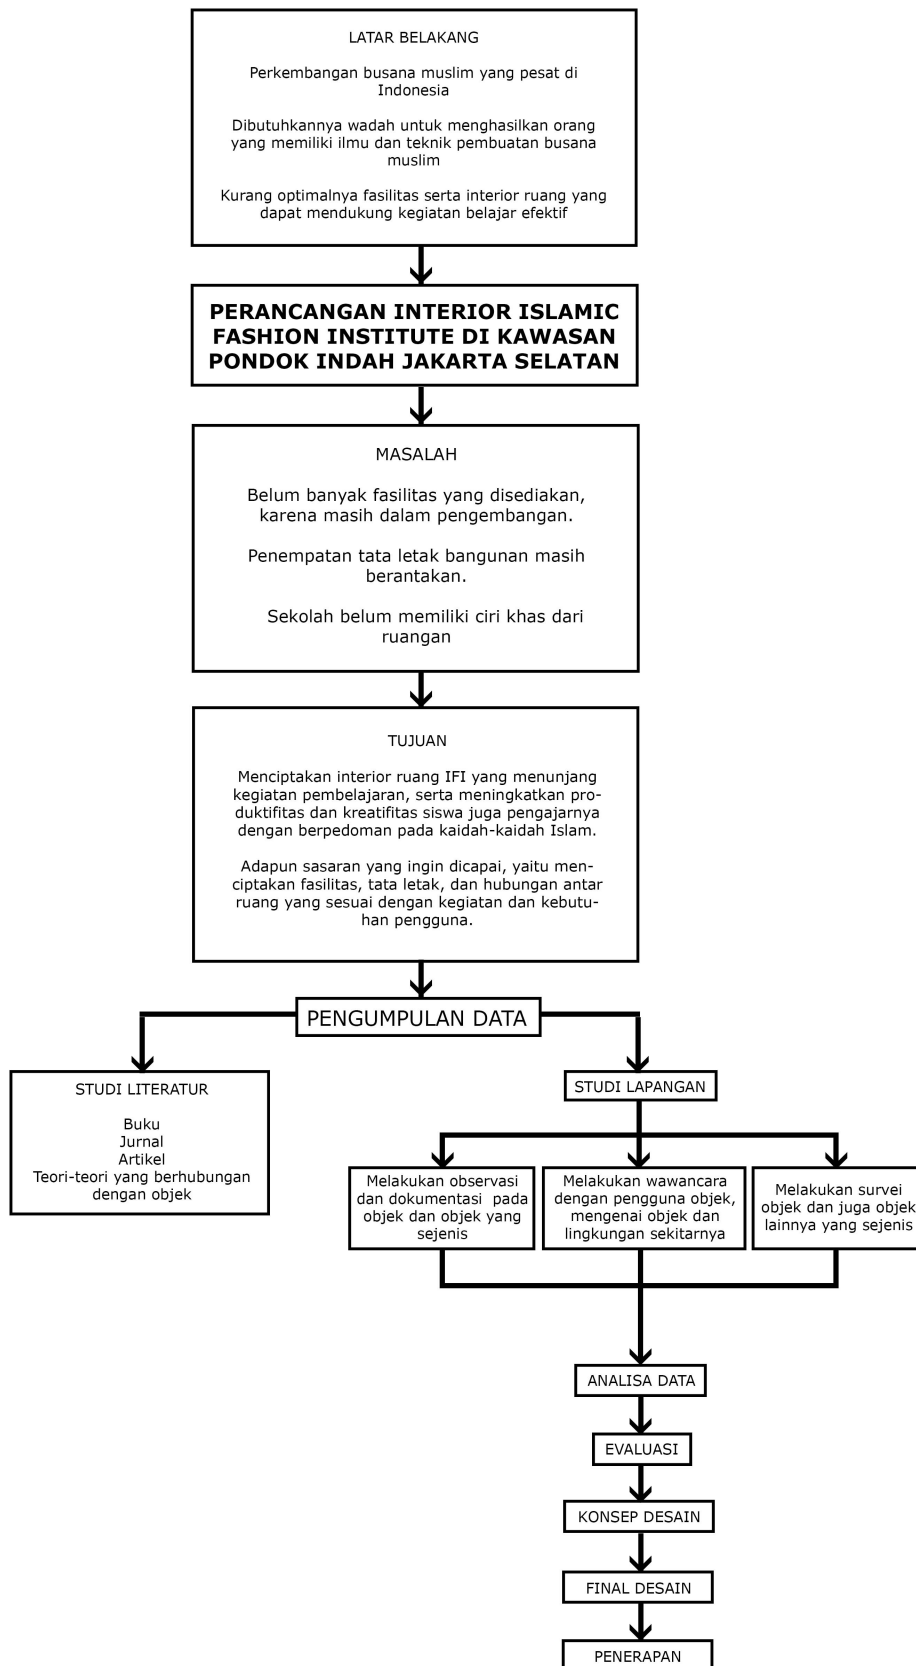 LATAR BELAKANG
Perkembangan busana muslim yang pesat di
Indonesia
Dibutuhkannya wadah untuk menghasilkan orang
yang memiliki ilmu dan teknik pembuatan busana
muslim
Kurang optimalnya fasilitas serta interior ruang yang
dapat mendukung kegiatan belajar efektif
PERANCANGAN INTERIOR ISLAMIC
FASHION INSTITUTE DI KAWASAN
PONDOK INDAH JAKARTA SELATAN
MASALAH
Belum banyak fasilitas yang disediakan,
karena masih dalam pengembangan.
Penempatan tata letak bangunan masih
berantakan.
Sekolah belum memiliki ciri khas dari
ruangan
TUJUAN
Menciptakan interior ruang IFI yang menunjang
kegiatan pembelajaran, serta meningkatkan pro-
duktifitas dan kreatifitas siswa juga pengajarnya
dengan berpedoman pada kaidah-kaidah Islam.
Adapun sasaran yang ingin dicapai, yaitu men-
ciptakan fasilitas, tata letak, dan hubungan antar
ruang yang sesuai dengan kegiatan dan kebutu-
han pengguna.
PENGUMPULAN DATA
STUDI LITERATUR
Buku
Jurnal
Artikel
Teori-teori yang berhubungan
dengan objek
STUDI LAPANGAN
Melakukan observasi
dan dokumentasi pada
objek dan objek yang
sejenis
Melakukan wawancara
dengan pengguna objek,
mengenai objek dan
lingkungan sekitarnya
Melakukan survei
objek dan juga objek
lainnya yang sejenis
ANALISA DATA
EVALUASI
KONSEP DESAIN
FINAL DESAIN
PENERAPAN